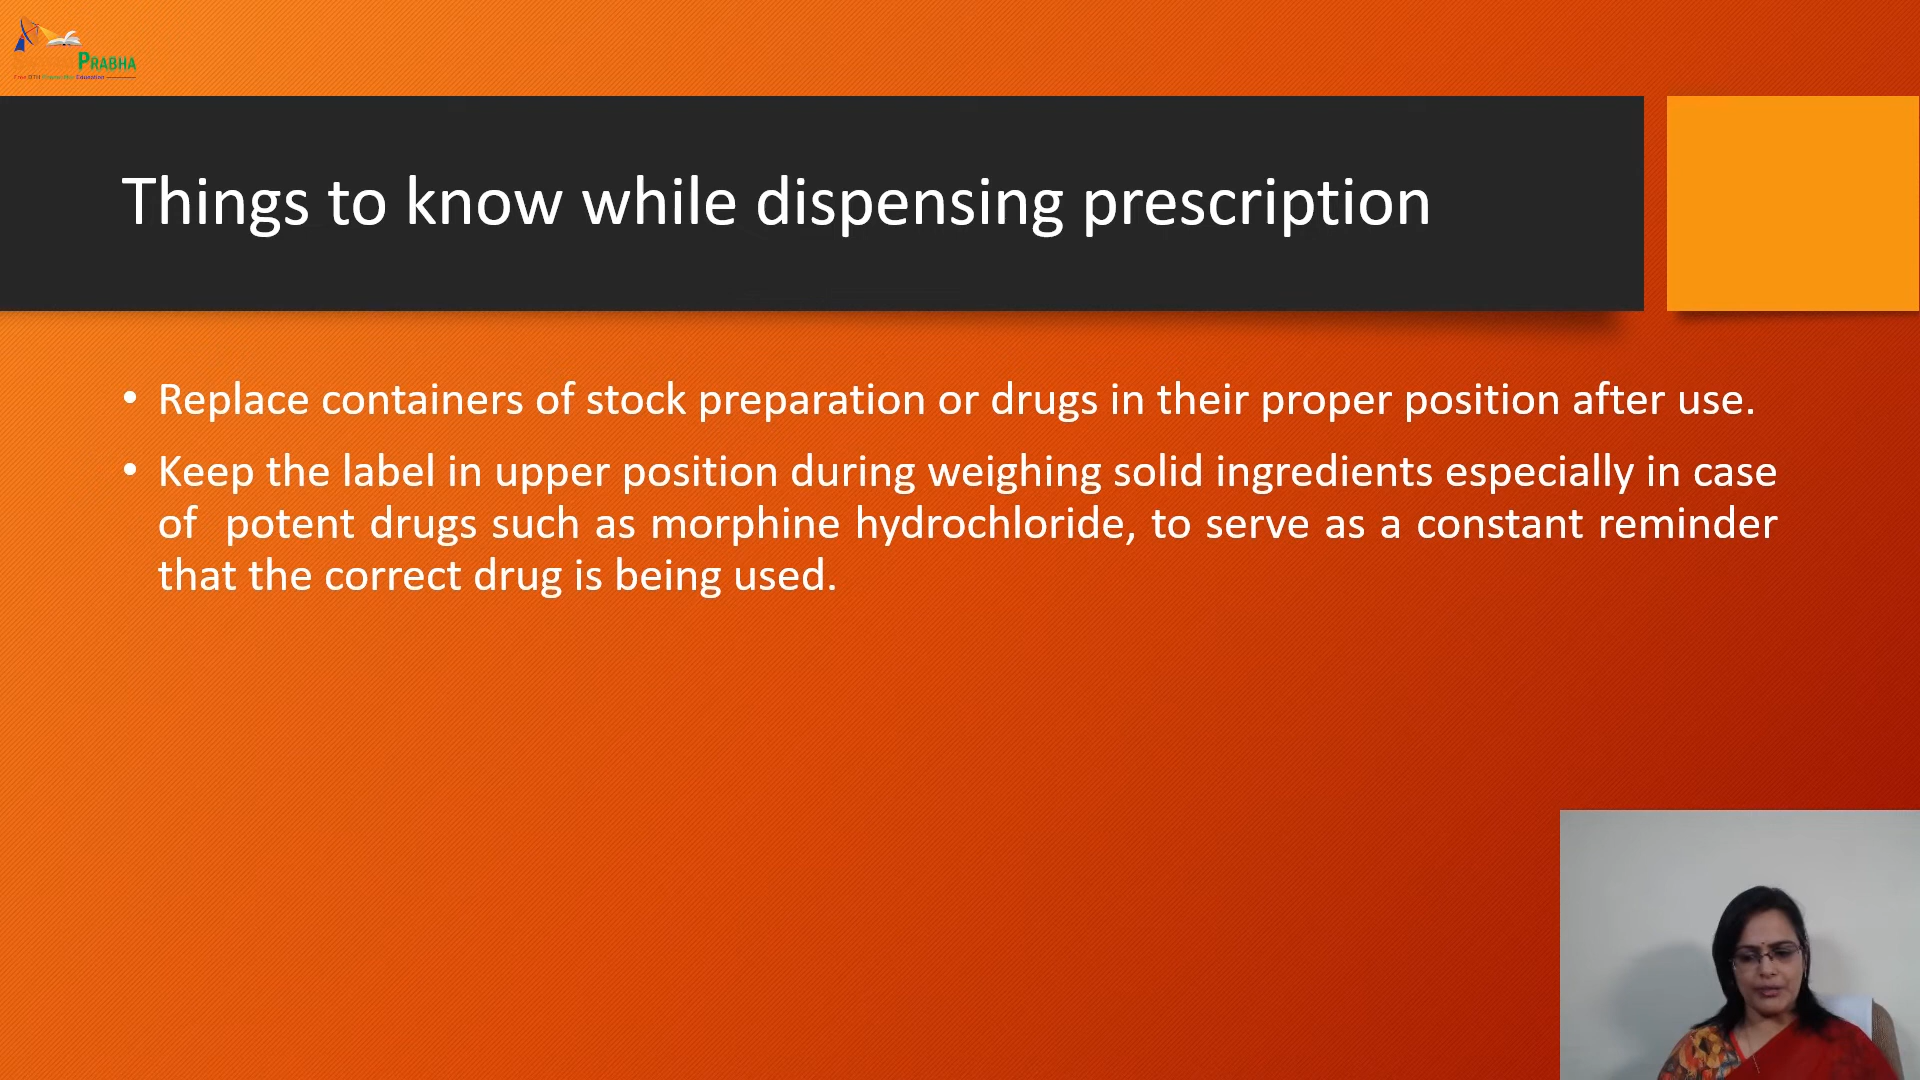 PRABHA
Things to know while dispensing prescription
• Replace containers of stock preparation or drugs in their proper position after use.
• Keep the label in upper position during weighing solid ingredients especially in case
of potent drugs such as morphine hydrochloride, to serve as a constant reminder
that the correct drug is being used.